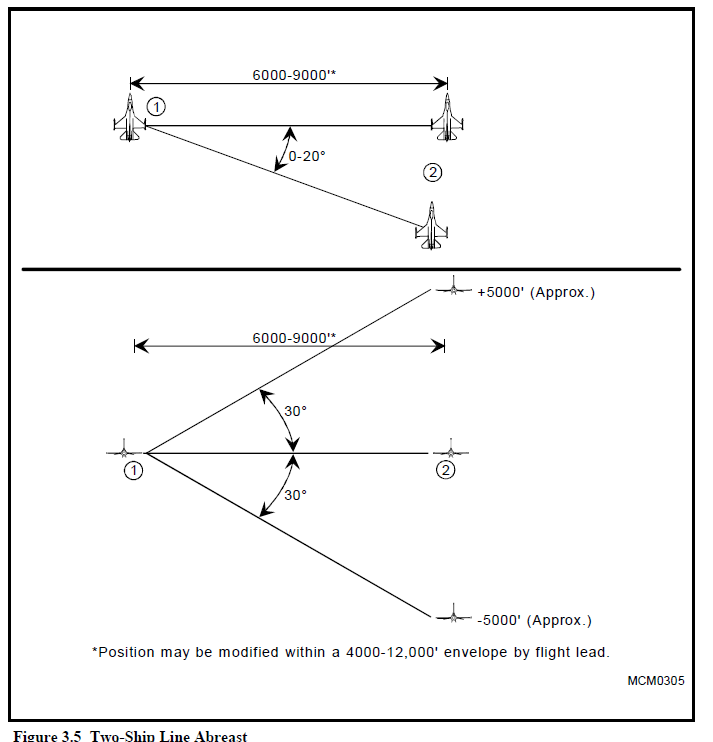 6000-9000'*
1
0-20°
2
+5000' (Approx.)
6000-9000'*
30°
1
2
30°
-5000' (Approx.)
*Position may be modified within a 4000-12,000' envelope by flight lead.
MCM0305
Figure 3.5 Two-Ship Line Abreast